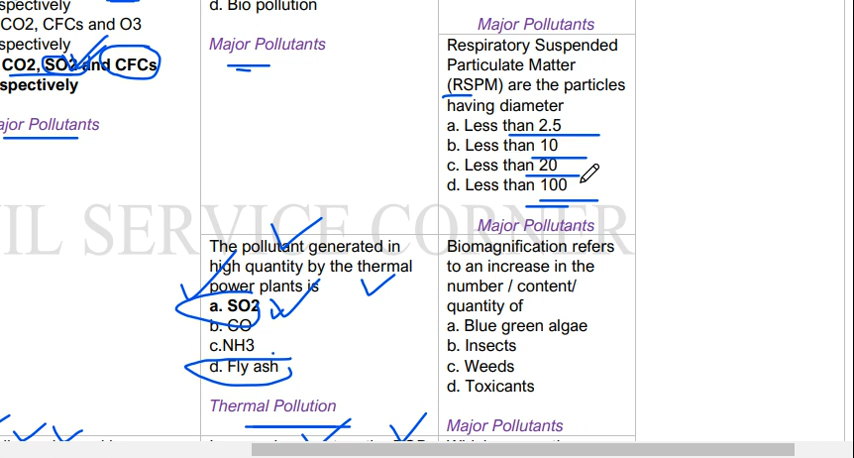 spectively
CO2, CFCs and O3
spectively
CO2, SO2 and CFCs
spectively
ajor Pollutants
d. Bio pollution
Major Pollutants
The pollutant generated in
high quantity by the thermal
power plants is
a. SO2
b. CO
c.NH3
d. Fly ash
Thermal Pollution
Major Pollutants
Respiratory Suspended
Particulate Matter
(RSPM) are the particles
having diameter
a. Less than 2.5
b. Less than 10
c. Less than 20
d. Less than 100
Major Pollutants
Biomagnification refers
to an increase in the
number / content/
quantity of
a. Blue green algae
b. Insects
c. Weeds
d. Toxicants
Major Pollutants
IL SERVICE CORNER